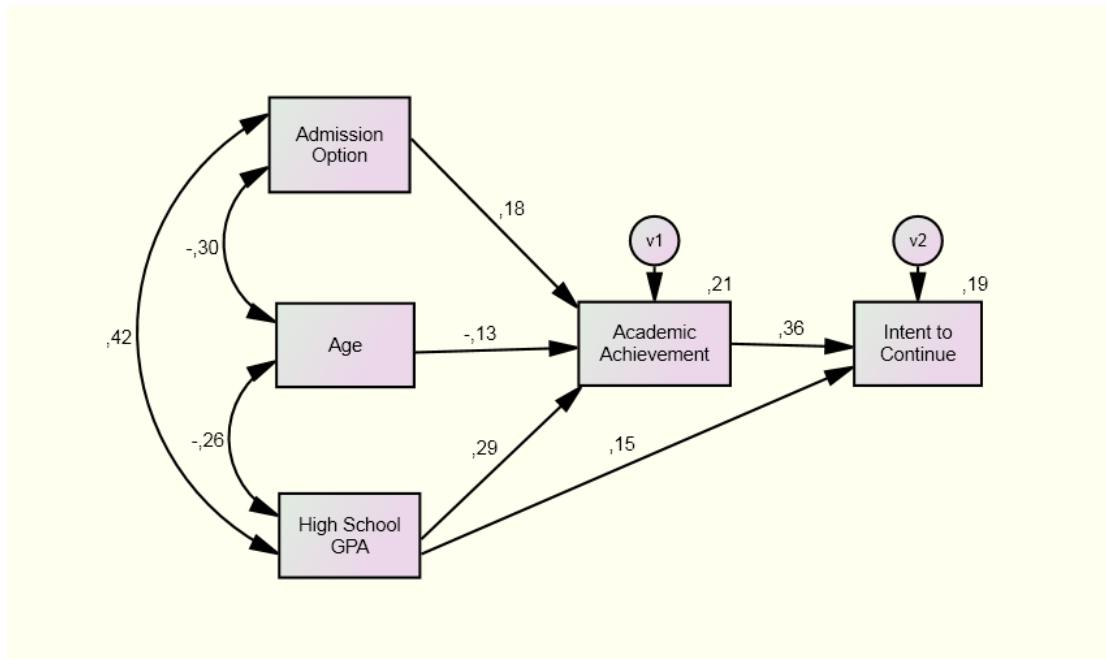 Admission
Option
,18
-,30
v1
v2
,21
,19
,42
Age
-,13
Academic
Achievement
,36
Intent to
Continue
-,26
,29
,15
High School
GPA